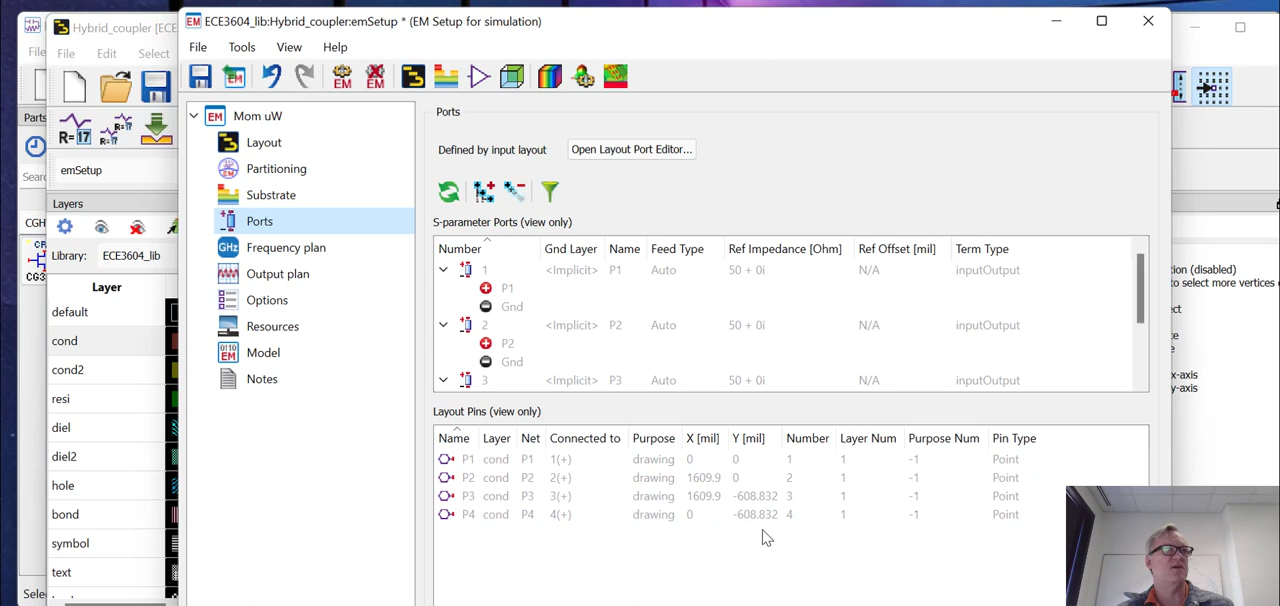 Hybrid_coupler [ECE
ECE3604_lib:Hybrid_coupler:emSetup * (EM Setup for simulation)
File
File Edit Select
File Tools View Help
Parts
R=17
emSetup
Layers
Library: ECE3604_lib
Layer
default
cond
cond2
resi
diel
diel2
hole
bond
symbol
text
Mom uW
Layout
Partitioning
Substrate
Ports
Frequency plan
Output plan
Options
Resources
Model
Notes
Ports
Defined by input layout Open Layout Port Editor...
S-parameter Ports (view only)
Number Gnd Layer Name Feed Type Ref Impedance [Ohm] Ref Offset [mil] Term Type
1 <Implicit> P1 Auto 50 + 0i N/A inputOutput
P1
Gnd
2 <Implicit> P2 Auto 50 + 0i N/A inputOutput
P2
Gnd
3 <Implicit> P3 Auto 50 + 0i N/A inputOutput
Layout Pins (view only)
Name Layer Net Connected to Purpose X [mil] Y [mil] Number Layer Num Purpose Num Pin Type
P1 cond P1 1(+) drawing 0 0 1 1 -1 Point
P2 cond P2 2(+) drawing 1609.9 0 2 1 -1 Point
P3 cond P3 3(+) drawing 1609.9 -608.832 3 1 -1 Point
P4 cond P4 4(+) drawing 0 -608.832 4 1 -1 Point
tion (disabled)
to select more vertices
x-axis
y-axis